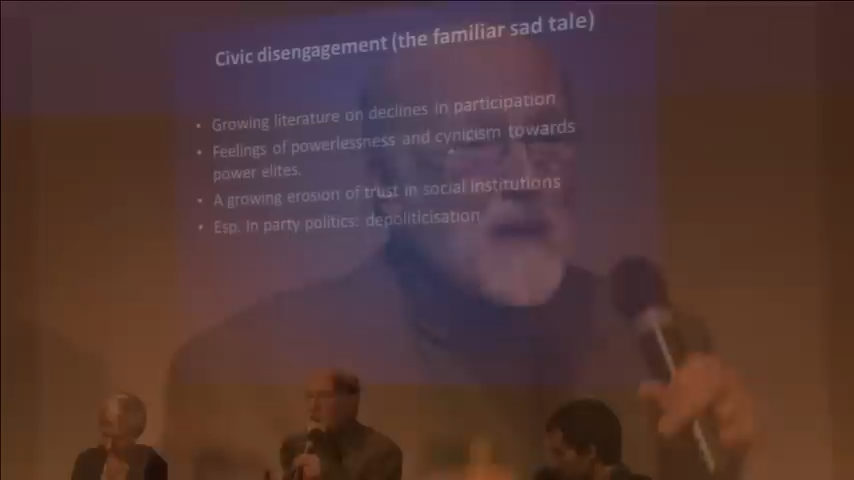 Civic disengagement (the familiar sad tale)
• Growing literature on declines in participation
• Feelings of powerlessness and cynicism towards
power elites.
• A growing erosion of trust in social institutions
• Esp. In party politics: depoliticisation